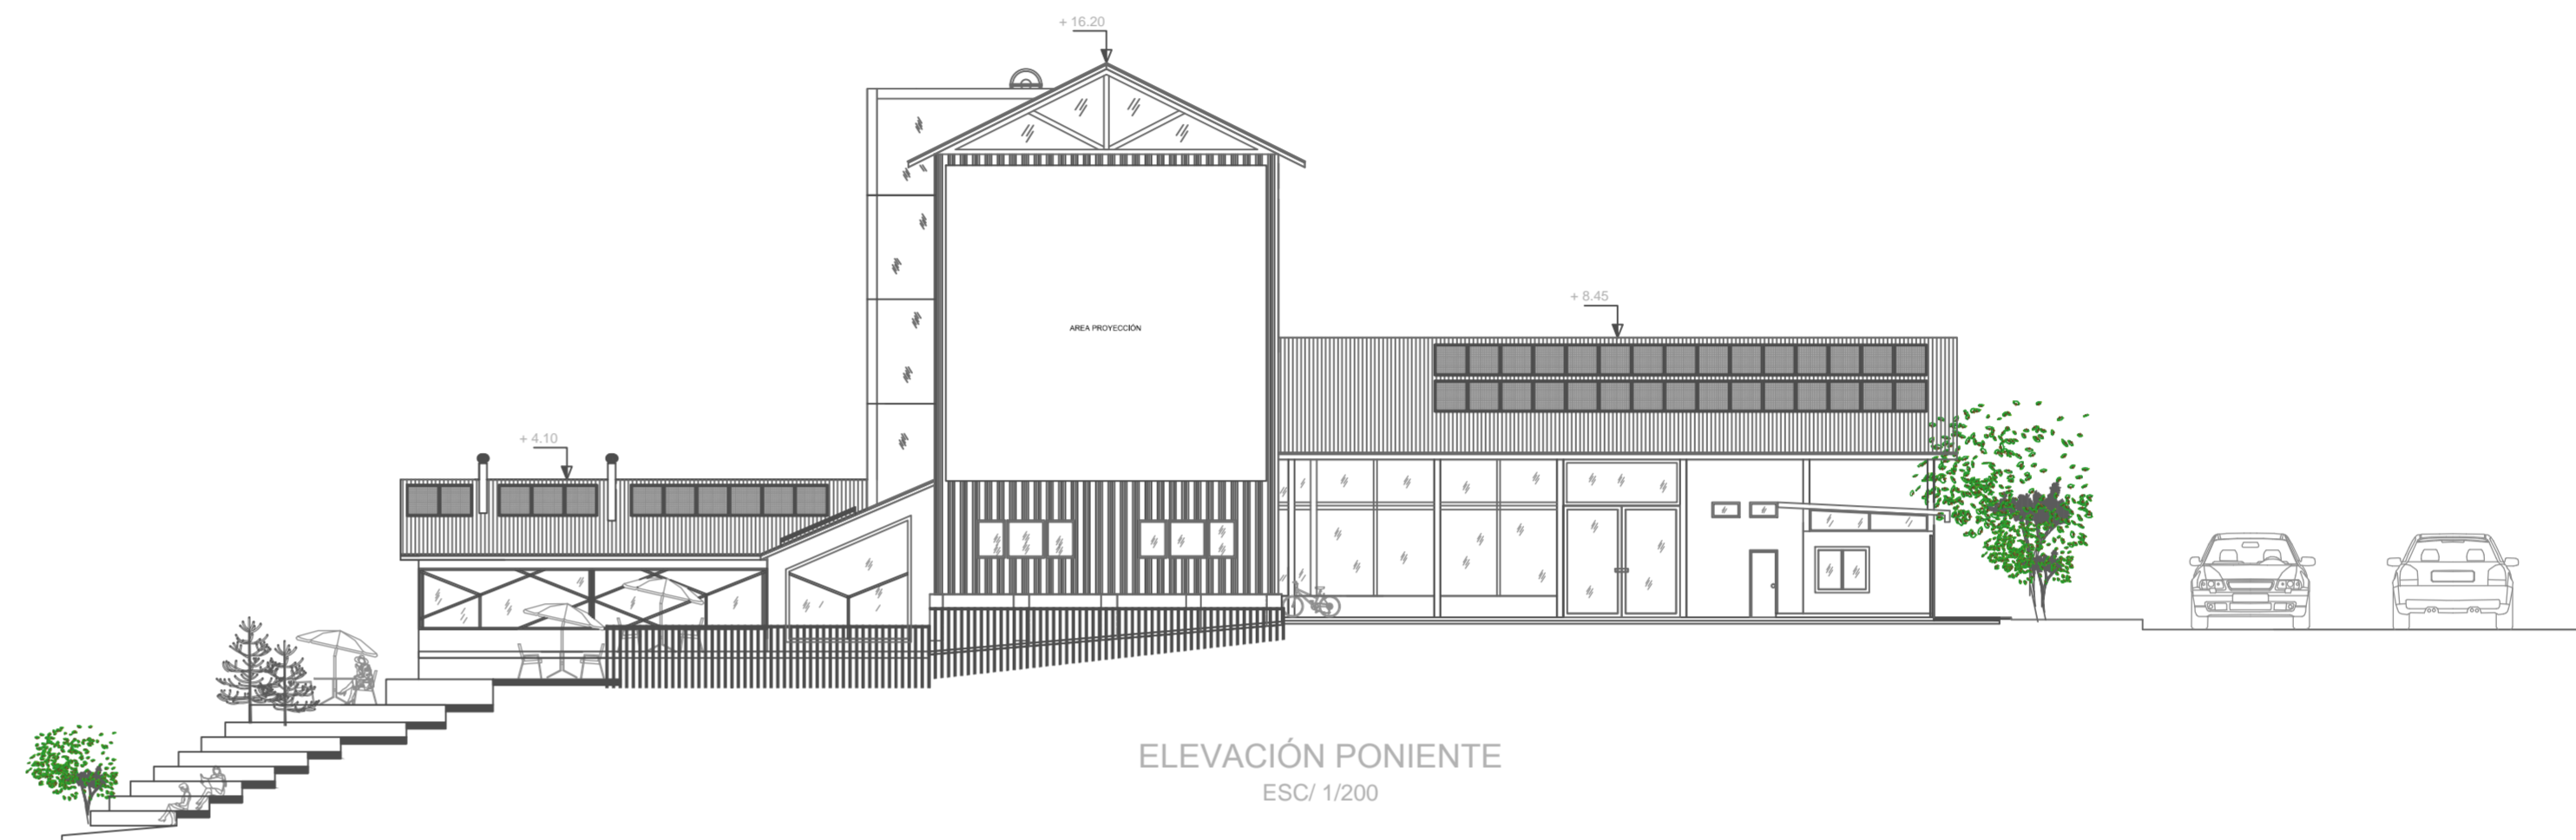 + 16.20
+ 8.45
AREA PROYECCIÓN
+ 4.10
ELEVACIÓN PONIENTE
ESC/ 1/200